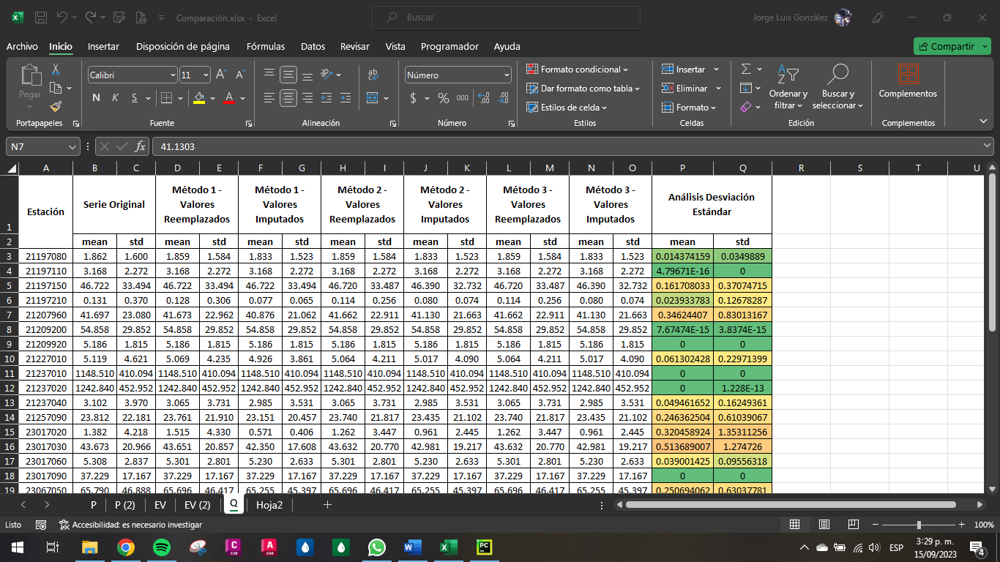 Comparación.xlsx - Excel
Buscar
Jorge Luis González
Archivo Inicio Insertar Disposición de página Fórmulas Datos Revisar Vista Programador Ayuda
Compartir
Pegar
Portapapeles
Calibri 11
N K S
A A
Fuente
ab
Alineación
Número
$ % 000
Número
Formato condicional
Dar formato como tabla
Estilos de celda
Estilos
Insertar
Eliminar
Formato
Celdas
Ordenar y filtrar
Buscar y seleccionar
Edición
Complementos
Complementos
N7 fx 41.1303
A B C D E F G H I J K L M N O P Q R S T U
1 Estación Serie Original Método 1 - Valores Reemplazados Método 1 - Valores Imputados Método 2 - Valores Reemplazados Método 2 - Valores Imputados Método 3 - Valores Reemplazados Método 3 - Valores Imputados Análisis Desviación Estándar
2 mean std mean std mean std mean std mean std mean std mean std mean std
3 21197080 1.862 1.600 1.859 1.584 1.833 1.523 1.859 1.584 1.833 1.523 1.859 1.584 1.833 1.523 0.014374159 0.0349889
4 21197110 3.168 2.272 3.168 2.272 3.168 2.272 3.168 2.272 3.168 2.272 3.168 2.272 3.168 2.272 4.79671E-16 0
5 21197150 46.722 33.494 46.722 33.494 46.722 33.494 46.720 33.487 46.390 32.732 46.720 33.487 46.390 32.732 0.161708033 0.37074715
6 21197210 0.131 0.370 0.128 0.306 0.077 0.065 0.114 0.256 0.080 0.074 0.114 0.256 0.080 0.074 0.023933783 0.12678287
7 21207960 41.697 23.080 41.673 22.962 40.876 21.062 41.662 22.911 41.130 21.663 41.662 22.911 41.130 21.663 0.34624407 0.83013167
8 21209200 54.858 29.852 54.858 29.852 54.858 29.852 54.858 29.852 54.858 29.852 54.858 29.852 54.858 29.852 7.67474E-15 3.8374E-15
9 21209920 5.186 1.815 5.186 1.815 5.186 1.815 5.186 1.815 5.186 1.815 5.186 1.815 5.186 1.815 0 0
10 21227010 5.119 4.621 5.069 4.235 4.926 3.861 5.064 4.211 5.017 4.090 5.064 4.211 5.017 4.090 0.061302428 0.22971399
11 21237010 1148.510 410.094 1148.510 410.094 1148.510 410.094 1148.510 410.094 1148.510 410.094 1148.510 410.094 1148.510 410.094 0 0
12 21237020 1242.840 452.952 1242.840 452.952 1242.840 452.952 1242.840 452.952 1242.840 452.952 1242.840 452.952 1242.840 452.952 0 1.228E-13
13 21237040 3.102 3.970 3.065 3.731 2.985 3.531 3.065 3.731 2.985 3.531 3.065 3.731 2.985 3.531 0.049461652 0.16249361
14 21257090 23.812 22.181 23.761 21.910 23.151 20.457 23.740 21.817 23.435 21.102 23.740 21.817 23.435 21.102 0.246362504 0.61039067
15 23017020 1.382 4.218 1.515 4.330 0.571 0.406 1.262 3.447 0.961 2.445 1.262 3.447 0.961 2.445 0.320458924 1.35311256
16 23017030 43.673 20.966 43.651 20.857 42.350 17.608 43.632 20.770 42.981 19.217 43.632 20.770 42.981 19.217 0.513689007 1.274726
17 23017060 5.308 2.837 5.301 2.801 5.230 2.633 5.301 2.801 5.230 2.633 5.301 2.801 5.230 2.633 0.039001425 0.09556318
18 23017090 37.229 17.167 37.229 17.167 37.229 17.167 37.229 17.167 37.229 17.167 37.229 17.167 37.229 17.167 0 0
19 23067050 65.790 46.888 65.696 46.417 65.255 45.397 65.696 46.417 65.255 45.397 65.696 46.417 65.255 45.397 0.250694062 0.63037781
P P (2) EV EV (2) Q Hoja2
Listo Accesibilidad: es necesario investigar 100%
ESP
3:29 p. m.
15/09/2023
4